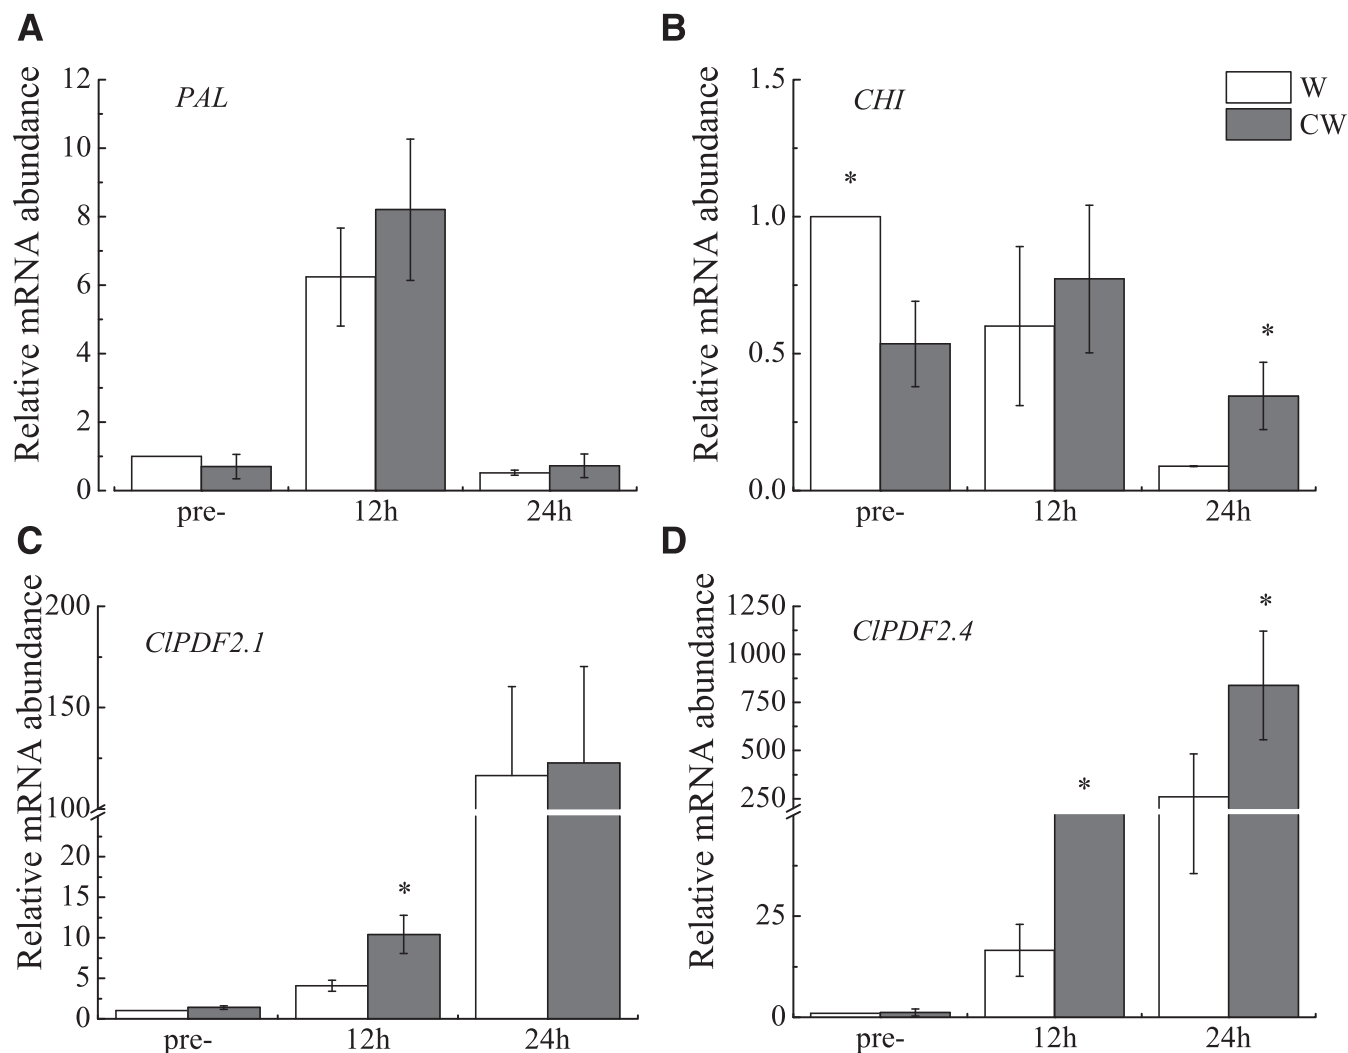 A
Relative mRNA abundance
12
10
8
6
4
2
0
PAL
pre-
12h
24h
B
Relative mRNA abundance
1.5
1.0
0.5
0.0
CHI
W
CW
*
*
pre-
12h
24h
C
Relative mRNA abundance
200
150
100
20
15
10
5
0
ClPDF2.1
*
pre-
12h
24h
D
Relative mRNA abundance
1250
1000
750
500
250
25
0
ClPDF2.4
*
*
pre-
12h
24h